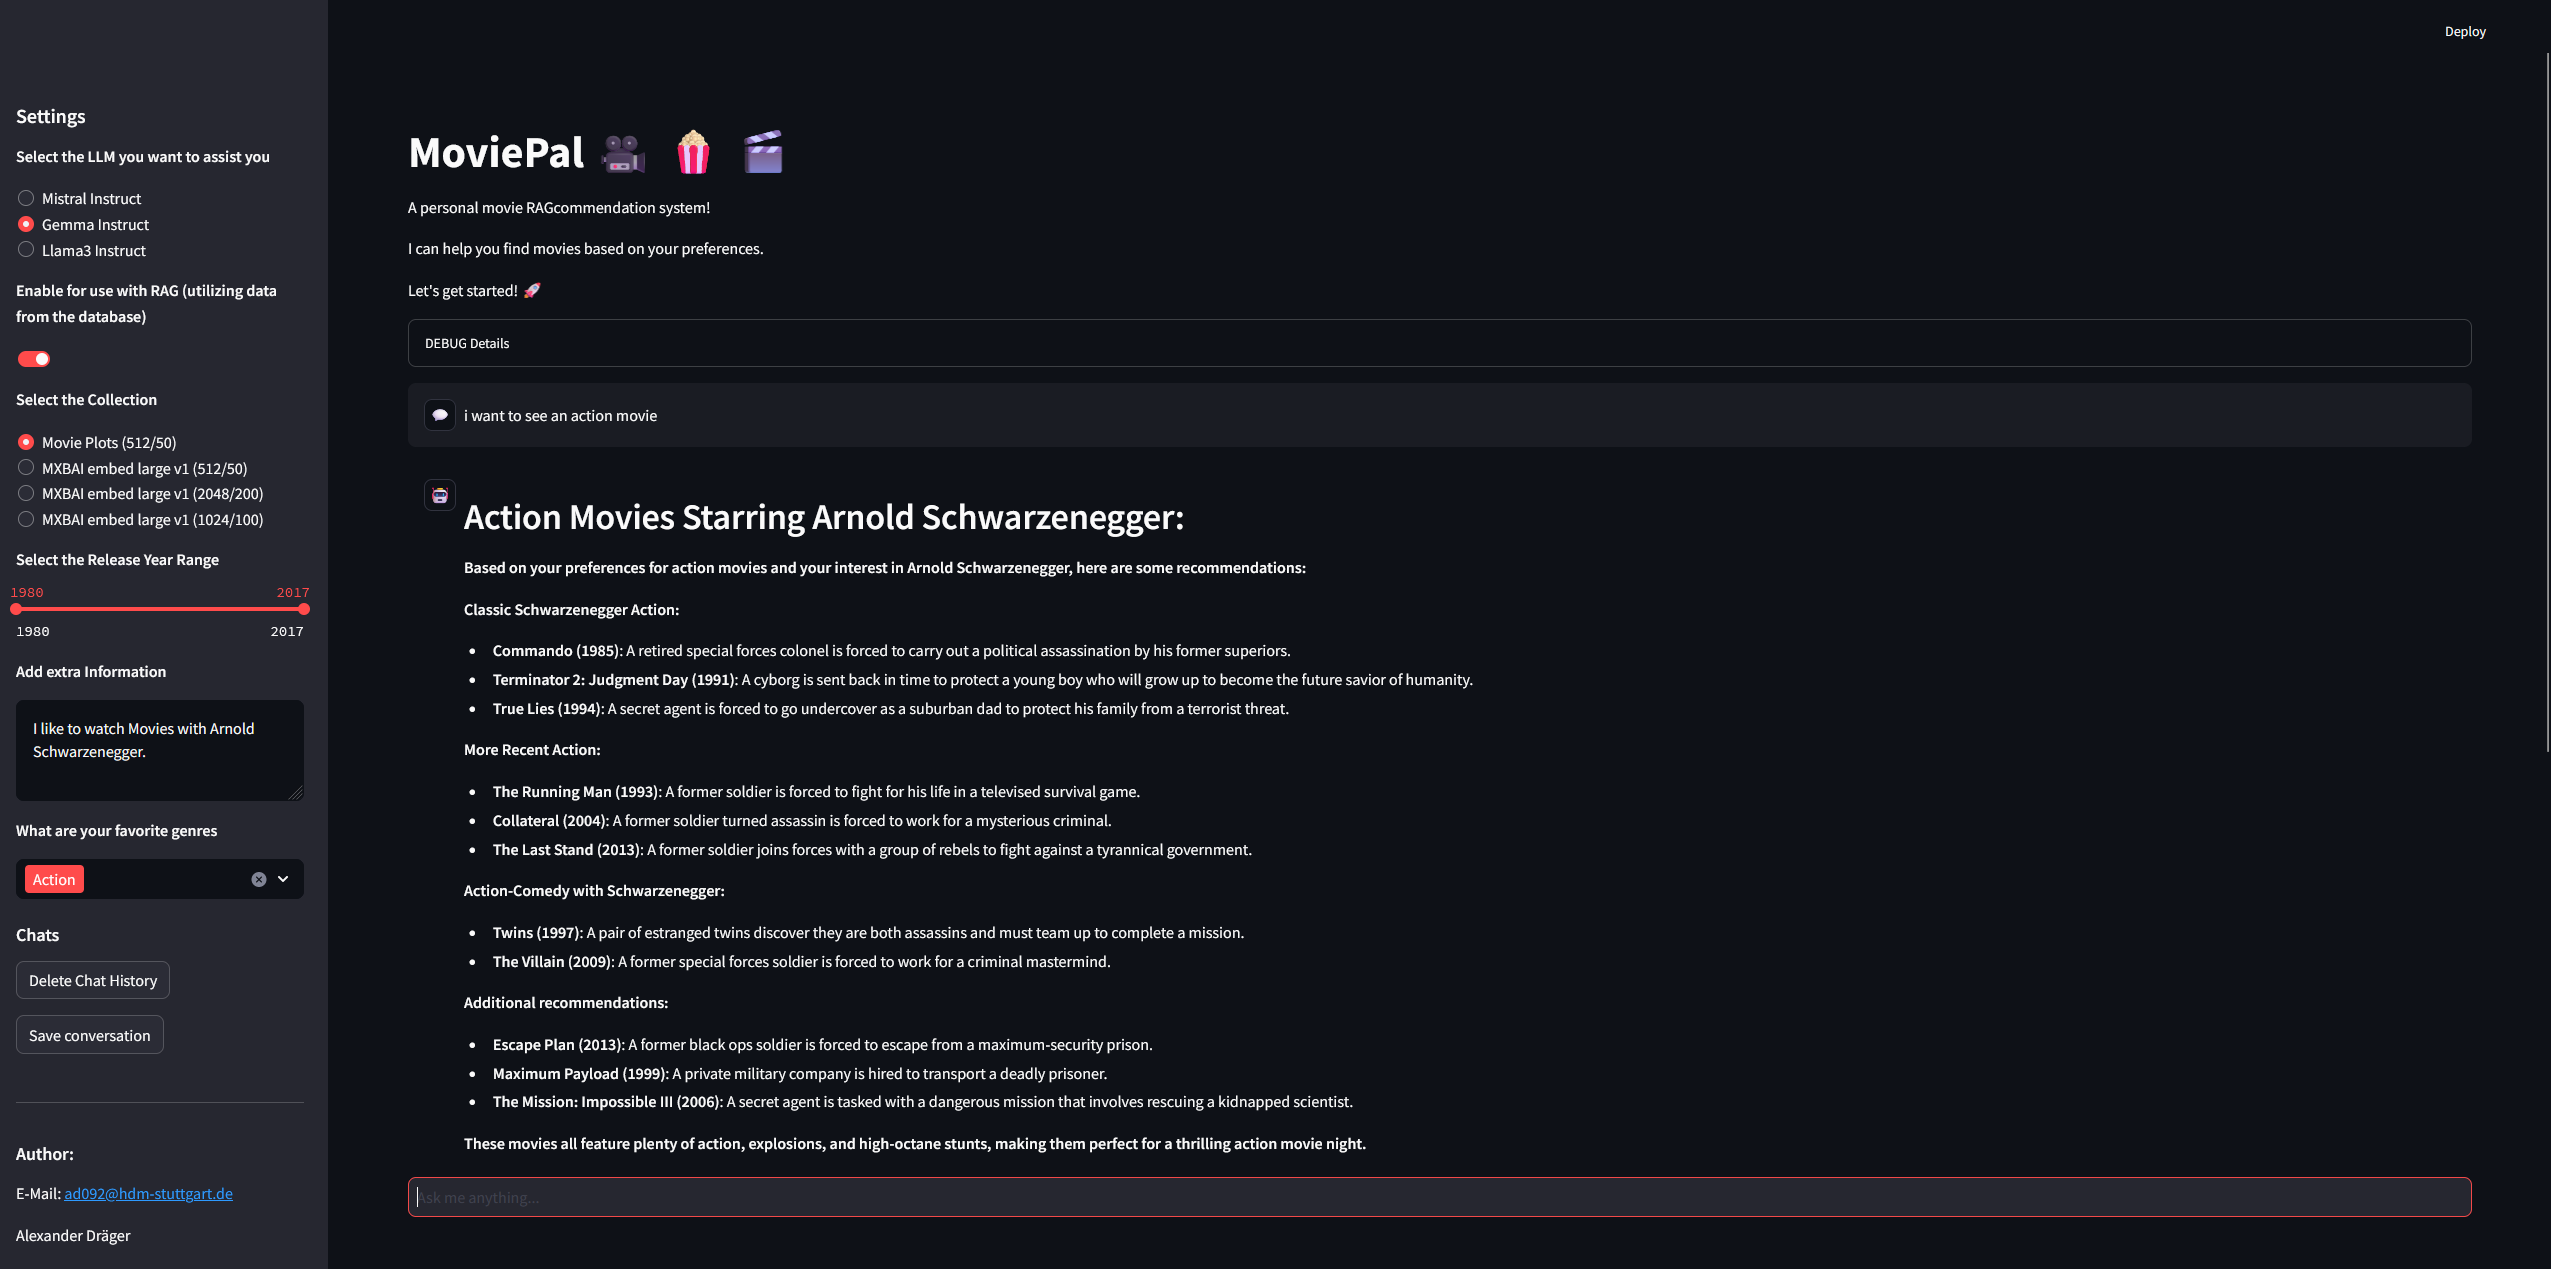 Deploy
Settings
Select the LLM you want to assist you
Mistral Instruct
Gemma Instruct
Llama3 Instruct
Enable for use with RAG (utilizing data
from the database)
Select the Collection
Movie Plots (512/50)
MXBAI embed large v1 (512/50)
MXBAI embed large v1 (2048/200)
MXBAI embed large v1 (1024/100)
Select the Release Year Range
1980 2017
1980 2017
Add extra Information
I like to watch Movies with Arnold
Schwarzenegger.
What are your favorite genres
Action
Chats
Delete Chat History
Save conversation
Author:
E-Mail: ad092@hdm-stuttgart.de
Alexander Dräger
MoviePal
A personal movie RAGcommendation system!
I can help you find movies based on your preferences.
Let's get started!
DEBUG Details
i want to see an action movie
Action Movies Starring Arnold Schwarzenegger:
Based on your preferences for action movies and your interest in Arnold Schwarzenegger, here are some recommendations:
Classic Schwarzenegger Action:
• Commando (1985): A retired special forces colonel is forced to carry out a political assassination by his former superiors.
• Terminator 2: Judgment Day (1991): A cyborg is sent back in time to protect a young boy who will grow up to become the future savior of humanity.
• True Lies (1994): A secret agent is forced to go undercover as a suburban dad to protect his family from a terrorist threat.
More Recent Action:
• The Running Man (1993): A former soldier is forced to fight for his life in a televised survival game.
• Collateral (2004): A former soldier turned assassin is forced to work for a mysterious criminal.
• The Last Stand (2013): A former soldier joins forces with a group of rebels to fight against a tyrannical government.
Action-Comedy with Schwarzenegger:
• Twins (1997): A pair of estranged twins discover they are both assassins and must team up to complete a mission.
• The Villain (2009): A former special forces soldier is forced to work for a criminal mastermind.
Additional recommendations:
• Escape Plan (2013): A former black ops soldier is forced to escape from a maximum-security prison.
• Maximum Payload (1999): A private military company is hired to transport a deadly prisoner.
• The Mission: Impossible III (2006): A secret agent is tasked with a dangerous mission that involves rescuing a kidnapped scientist.
These movies all feature plenty of action, explosions, and high-octane stunts, making them perfect for a thrilling action movie night.
Ask me anything...